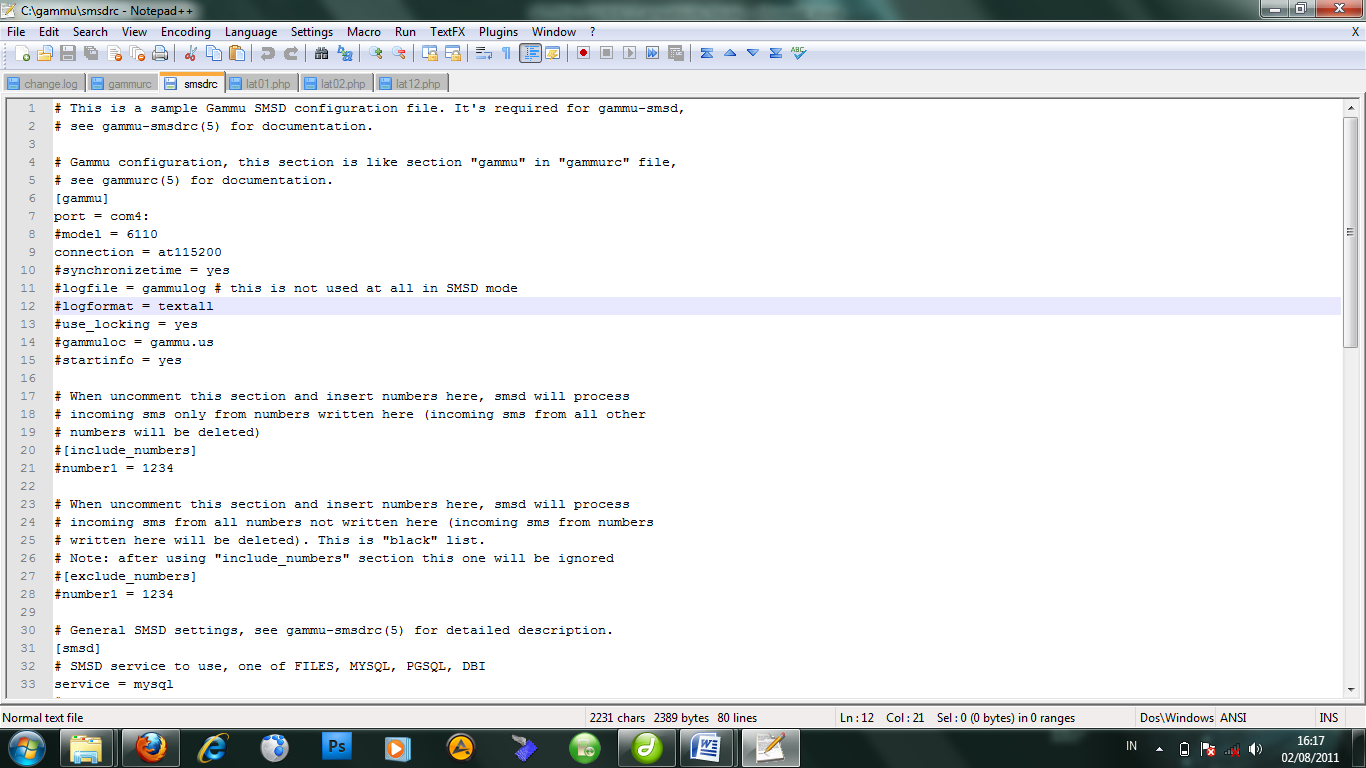 C:\gammu\smsdrc - Notepad++
File Edit Search View Encoding Language Settings Macro Run TextFX Plugins Window ? X
change.log gammurc smsdrc lat01.php lat02.php lat12.php
1 # This is a sample Gammu SMSD configuration file. It's required for gammu-smsd,
2 # see gammu-smsdrc(5) for documentation.
3
4 # Gammu configuration, this section is like section "gammu" in "gammurc" file,
5 # see gammurc(5) for documentation.
6 [gammu]
7 port = com4:
8 #model = 6110
9 connection = at115200
10 #synchronizetime = yes
11 #logfile = gammulog # this is not used at all in SMSD mode
12 #logformat = textall
13 #use_locking = yes
14 #gammuloc = gammu.us
15 #startinfo = yes
16
17 # When uncomment this section and insert numbers here, smsd will process
18 # incoming sms only from numbers written here (incoming sms from all other
19 # numbers will be deleted)
20 #[include_numbers]
21 #number1 = 1234
22
23 # When uncomment this section and insert numbers here, smsd will process
24 # incoming sms from all numbers not written here (incoming sms from numbers
25 # written here will be deleted). This is "black" list.
26 # Note: after using "include_numbers" section this one will be ignored
27 #[exclude_numbers]
28 #number1 = 1234
29
30 # General SMSD settings, see gammu-smsdrc(5) for detailed description.
31 [smsd]
32 # SMSD service to use, one of FILES, MYSQL, PGSQL, DBI
33 service = mysql
Normal text file 2231 chars 2389 bytes 80 lines Ln : 12 Col : 21 Sel : 0 (0 bytes) in 0 ranges Dos\Windows ANSI INS
Ps IN 16:17
02/08/2011